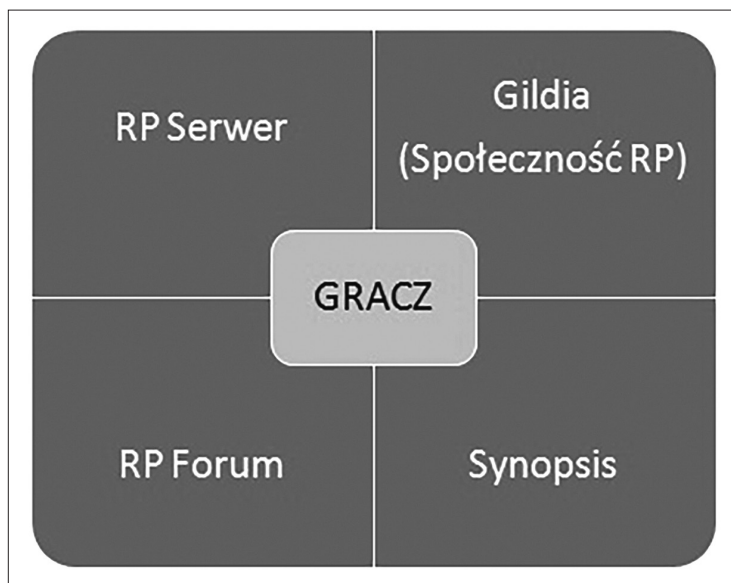 RP Serwer
Gildia
(Społeczność RP)
GRACZ
RP Forum
Synopsis